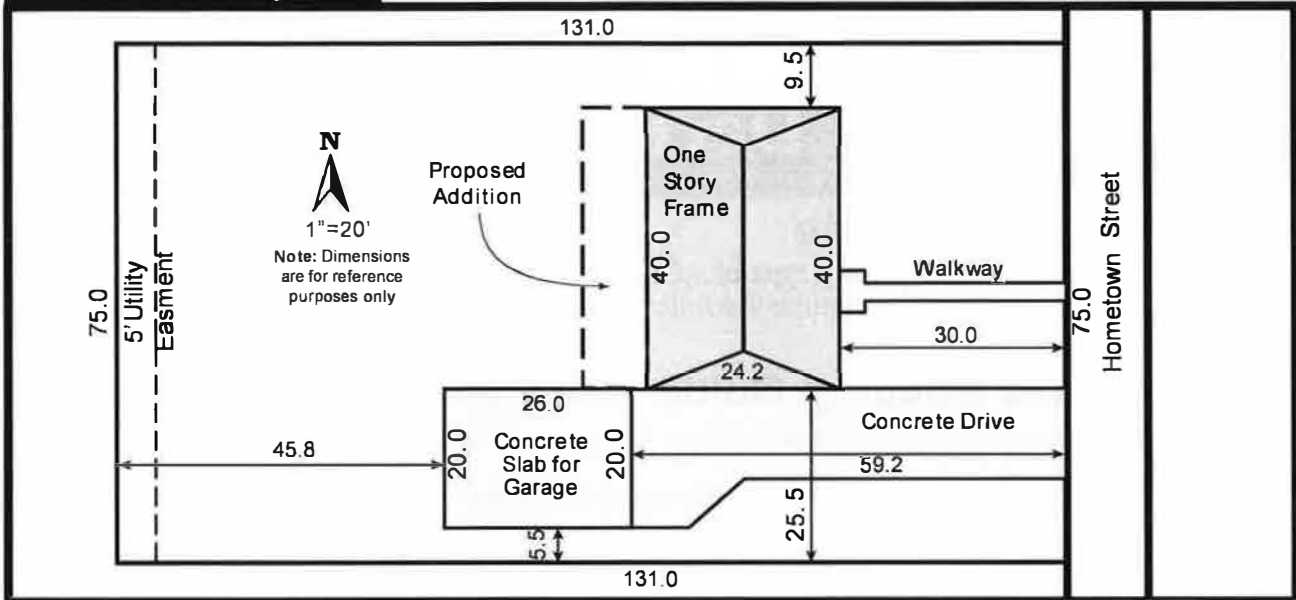 131.0
9.5
N
1"=20'
Note: Dimensions
are for reference
purposes only
Proposed
Addition
One
Story
Frame
40.0
40.0
24.2
Walkway
30.0
75.0
Hometown Street
75.0
5' Utility
Easment
26.0
20.0
Concrete
Slab for
Garage
20.0
45.8
Concrete Drive
59.2
25.5
5.5
131.0